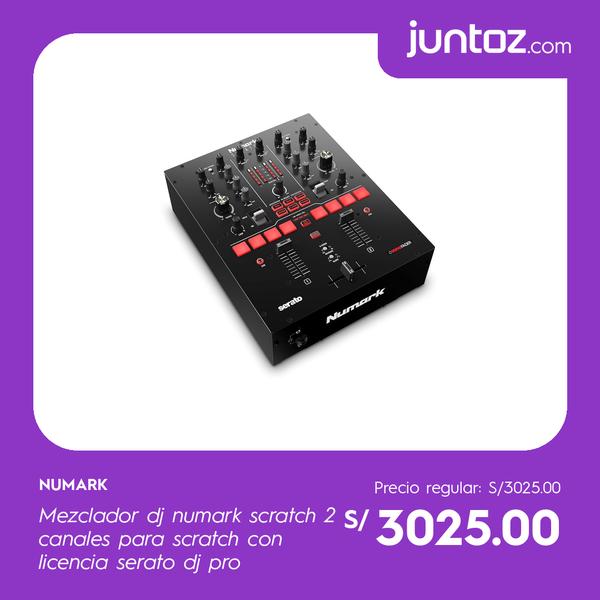 juntoz.com
Numark
serato
Numark
NUMARK
Precio regular: S/3025.00
Mezclador dj numark scratch 2
canales para scratch con
licencia serato dj pro
S/ 3025.00